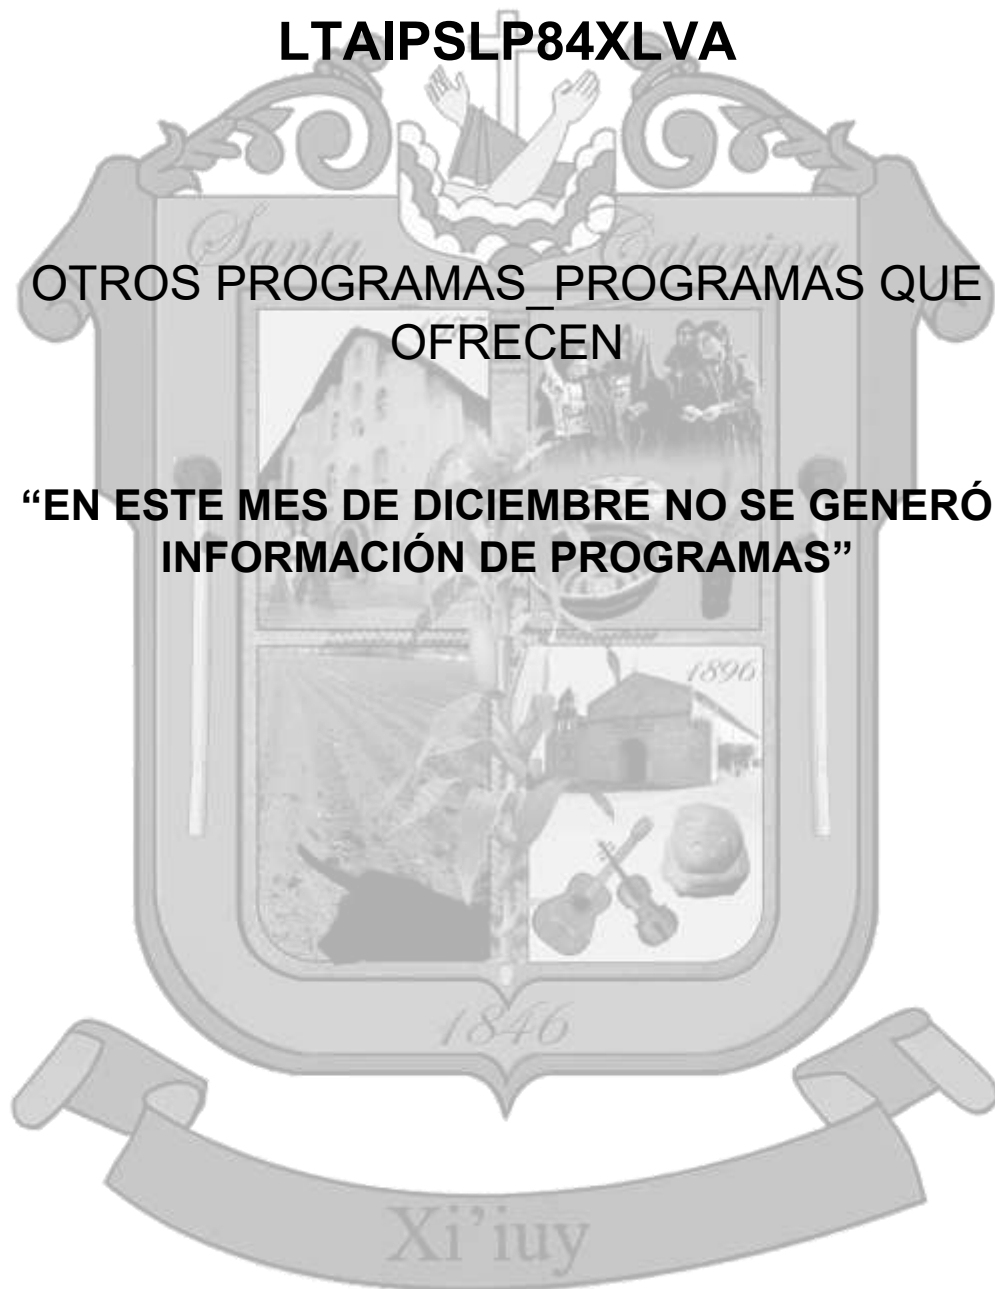 LTAIPSLP84XLVA
Santa Catarina
OTROS PROGRAMAS_PROGRAMAS QUE
OFRECEN
“EN ESTE MES DE DICIEMBRE NO SE GENERÓ
INFORMACIÓN DE PROGRAMAS”
1896
1846
Xi’iuy